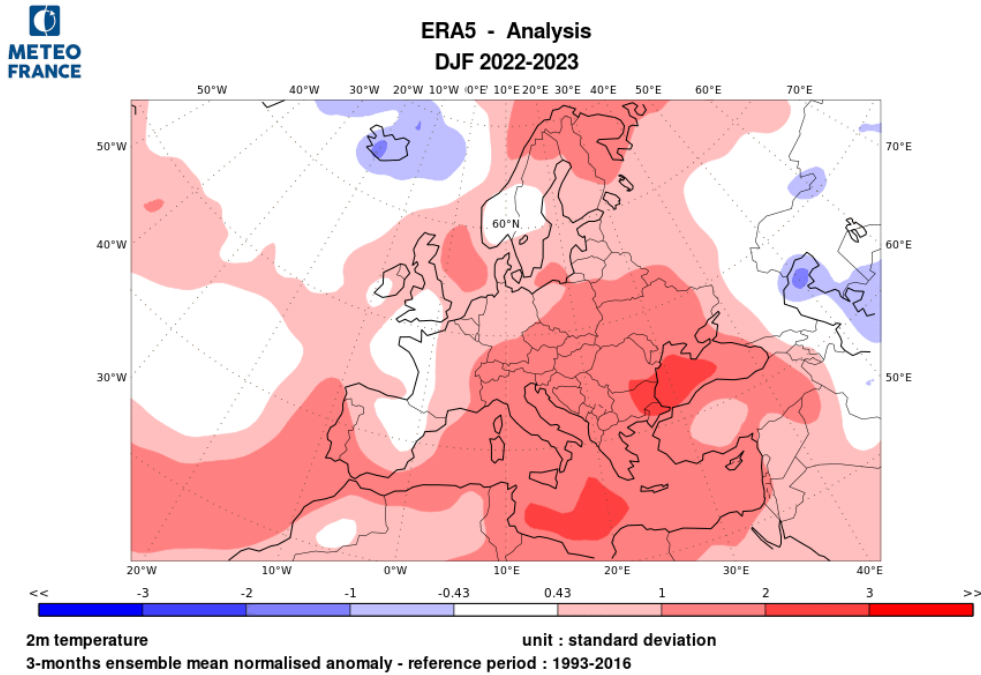 METEO
FRANCE
ERA5 - Analysis
DJF 2022-2023
50°W 40°W 30°W 20°W 10°W 0°E 10°E 20°E 30°E 40°E 50°E 60°E 70°E
50°W 70°E
60°N
40°W 60°E
30°W 50°E
20°W 10°W 0°W 10°E 20°E 30°E 40°E
<< -3 -2 -1 -0.43 0.43 1 2 3 >>
2m temperature unit : standard deviation
3-months ensemble mean normalised anomaly - reference period : 1993-2016